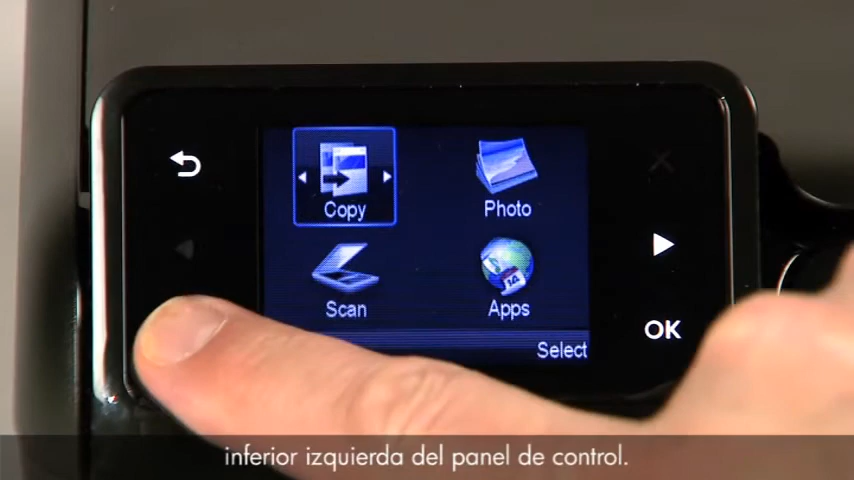 Copy
Photo
Scan
Apps
Select
OK
inferior izquierda del panel de control.